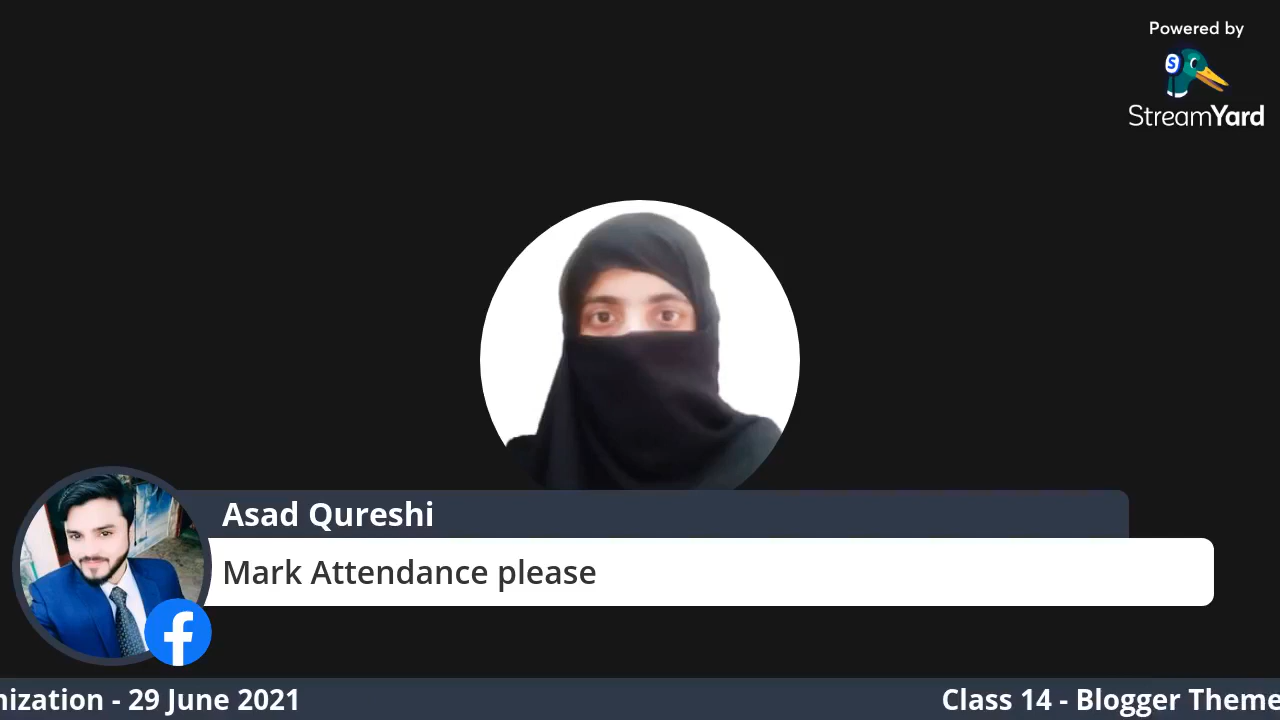 Powered by
StreamYard
Asad Qureshi
Mark Attendance please
nization - 29 June 2021
Class 14 - Blogger Theme